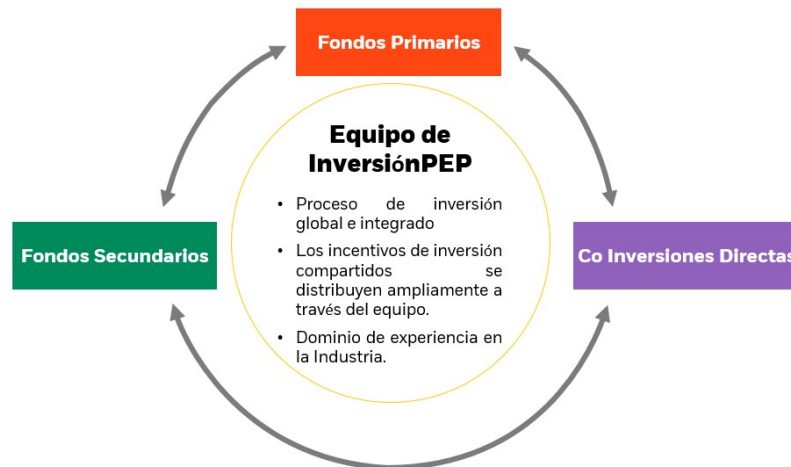 Fondos Primarios
Equipo de
InversiónPEP
• Proceso de inversión
global e integrado
• Los incentivos de inversión
compartidos se
distribuyen ampliamente a
través del equipo.
• Dominio de experiencia en
la Industria.
Fondos Secundarios
Co Inversiones Directas